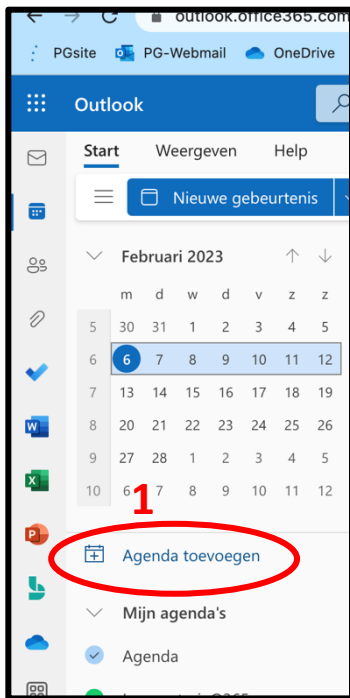 outlook.office365.com
PGsite PG-Webmail OneDrive
Outlook
Start Weergeven Help
Nieuwe gebeurtenis
Februari 2023
m d w d v z z
5 30 31 1 2 3 4 5
6 6 7 8 9 10 11 12
7 13 14 15 16 17 18 19
8 20 21 22 23 24 25 26
9 27 28 1 2 3 4 5
10 6 7 8 9 10 11 12
1
Agenda toevoegen
Mijn agenda's
Agenda